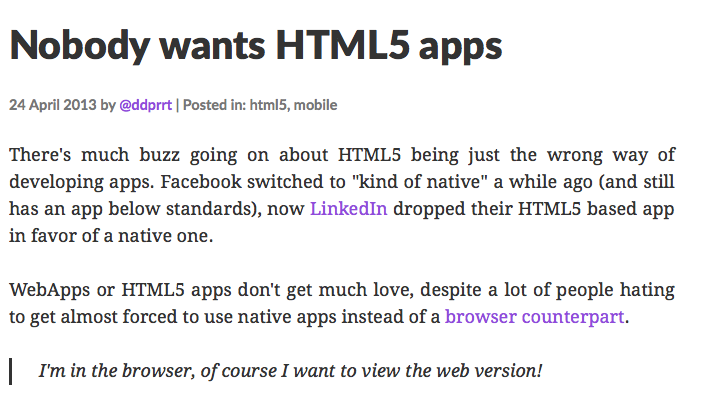 Nobody wants HTML5 apps
24 April 2013 by @ddprrt | Posted in: html5, mobile
There's much buzz going on about HTML5 being just the wrong way of
developing apps. Facebook switched to "kind of native" a while ago (and still
has an app below standards), now LinkedIn dropped their HTML5 based app
in favor of a native one.
WebApps or HTML5 apps don't get much love, despite a lot of people hating
to get almost forced to use native apps instead of a browser counterpart.
I'm in the browser, of course I want to view the web version!